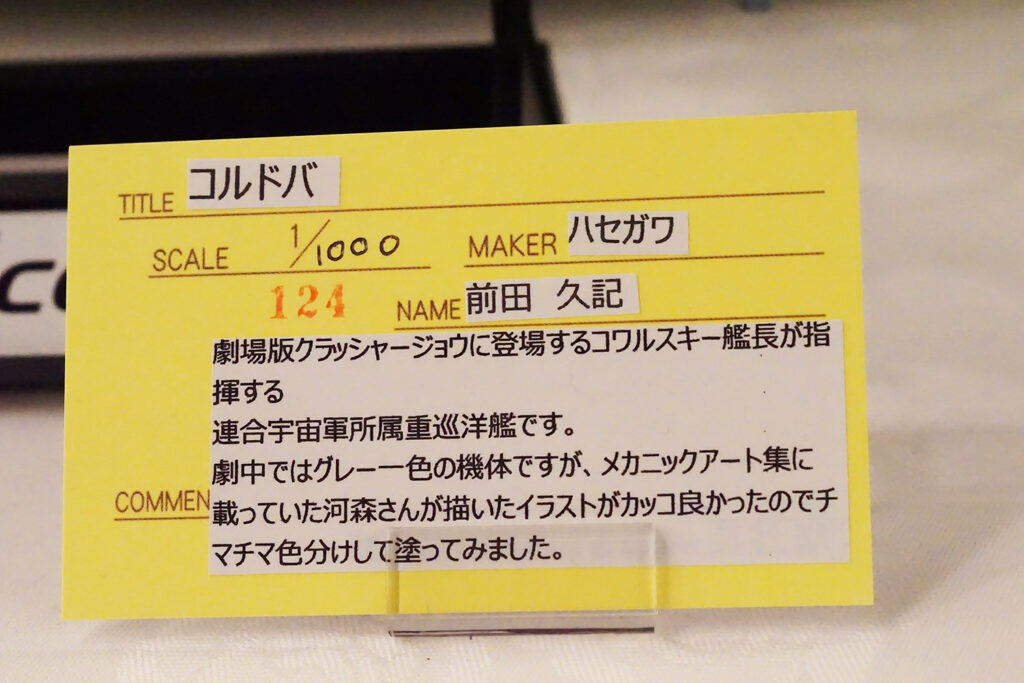 TITLE コルドバ
SCALE 1/1000 MAKER ハセガワ
124 NAME 前田 久記
劇場版クラッシャージョウに登場するコワルスキー艦長が指
揮する
連合宇宙軍所属重巡洋艦です。
劇中ではグレー一色の機体ですが、メカニックアート集に
COMMEN 載っていた河森さんが描いたイラストがカッコ良かったのでチ
マチマ色分けして塗ってみました。